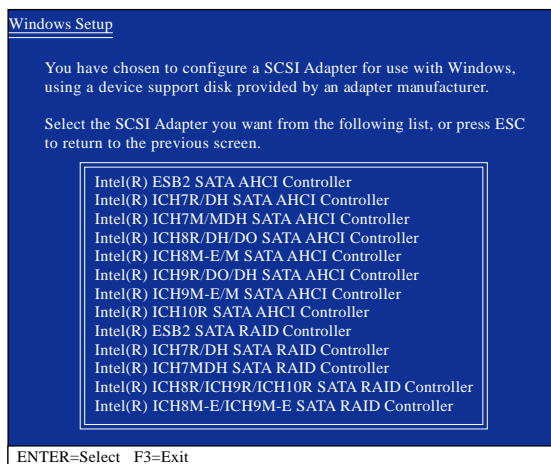 Windows Setup
You have chosen to configure a SCSI Adapter for use with Windows,
using a device support disk provided by an adapter manufacturer.
Select the SCSI Adapter you want from the following list, or press ESC
to return to the previous screen.
Intel(R) ESB2 SATA AHCI Controller
Intel(R) ICH7R/DH SATA AHCI Controller
Intel(R) ICH7M/MDH SATA AHCI Controller
Intel(R) ICH8R/DH/DO SATA AHCI Controller
Intel(R) ICH8M-E/M SATA AHCI Controller
Intel(R) ICH9R/DO/DH SATA AHCI Controller
Intel(R) ICH9M-E/M SATA AHCI Controller
Intel(R) ICH10R SATA AHCI Controller
Intel(R) ESB2 SATA RAID Controller
Intel(R) ICH7R/DH SATA RAID Controller
Intel(R) ICH7MDH SATA RAID Controller
Intel(R) ICH8R/ICH9R/ICH10R SATA RAID Controller
Intel(R) ICH8M-E/ICH9M-E SATA RAID Controller
ENTER=Select F3=Exit